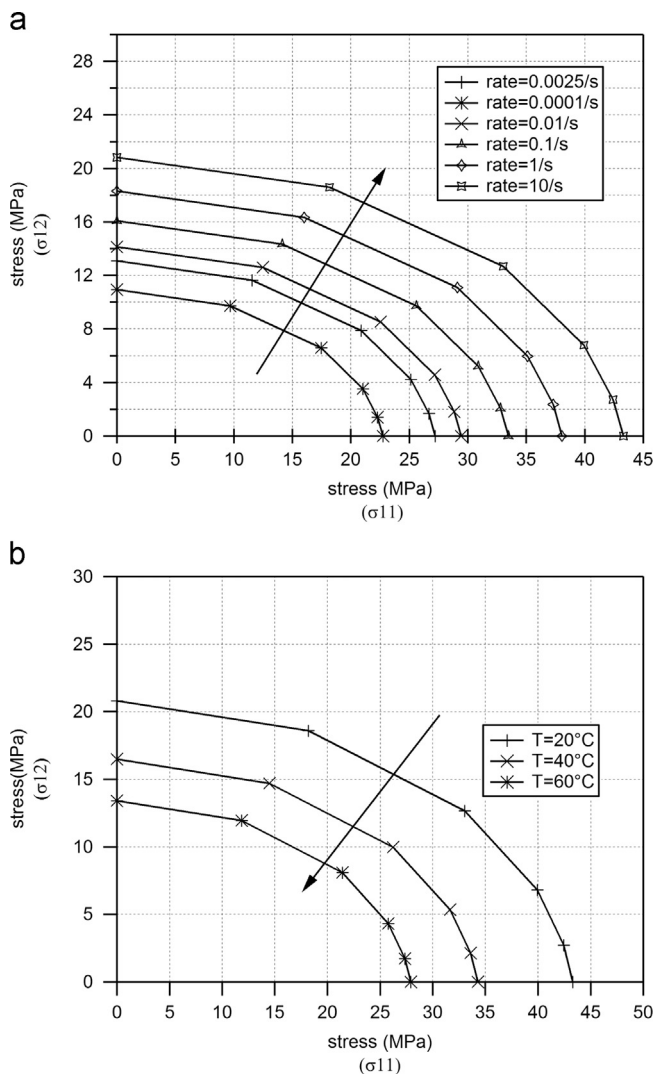 a
28
24
20
16
12
8
4
0
stress (MPa)
(σ12)
rate=0.0025/s
rate=0.0001/s
rate=0.01/s
rate=0.1/s
rate=1/s
rate=10/s
0 5 10 15 20 25 30 35 40 45
stress (MPa)
(σ11)
b
30
25
20
15
10
5
0
stress(MPa)
(σ12)
T=20°C
T=40°C
T=60°C
0 5 10 15 20 25 30 35 40 45 50
stress (MPa)
(σ11)